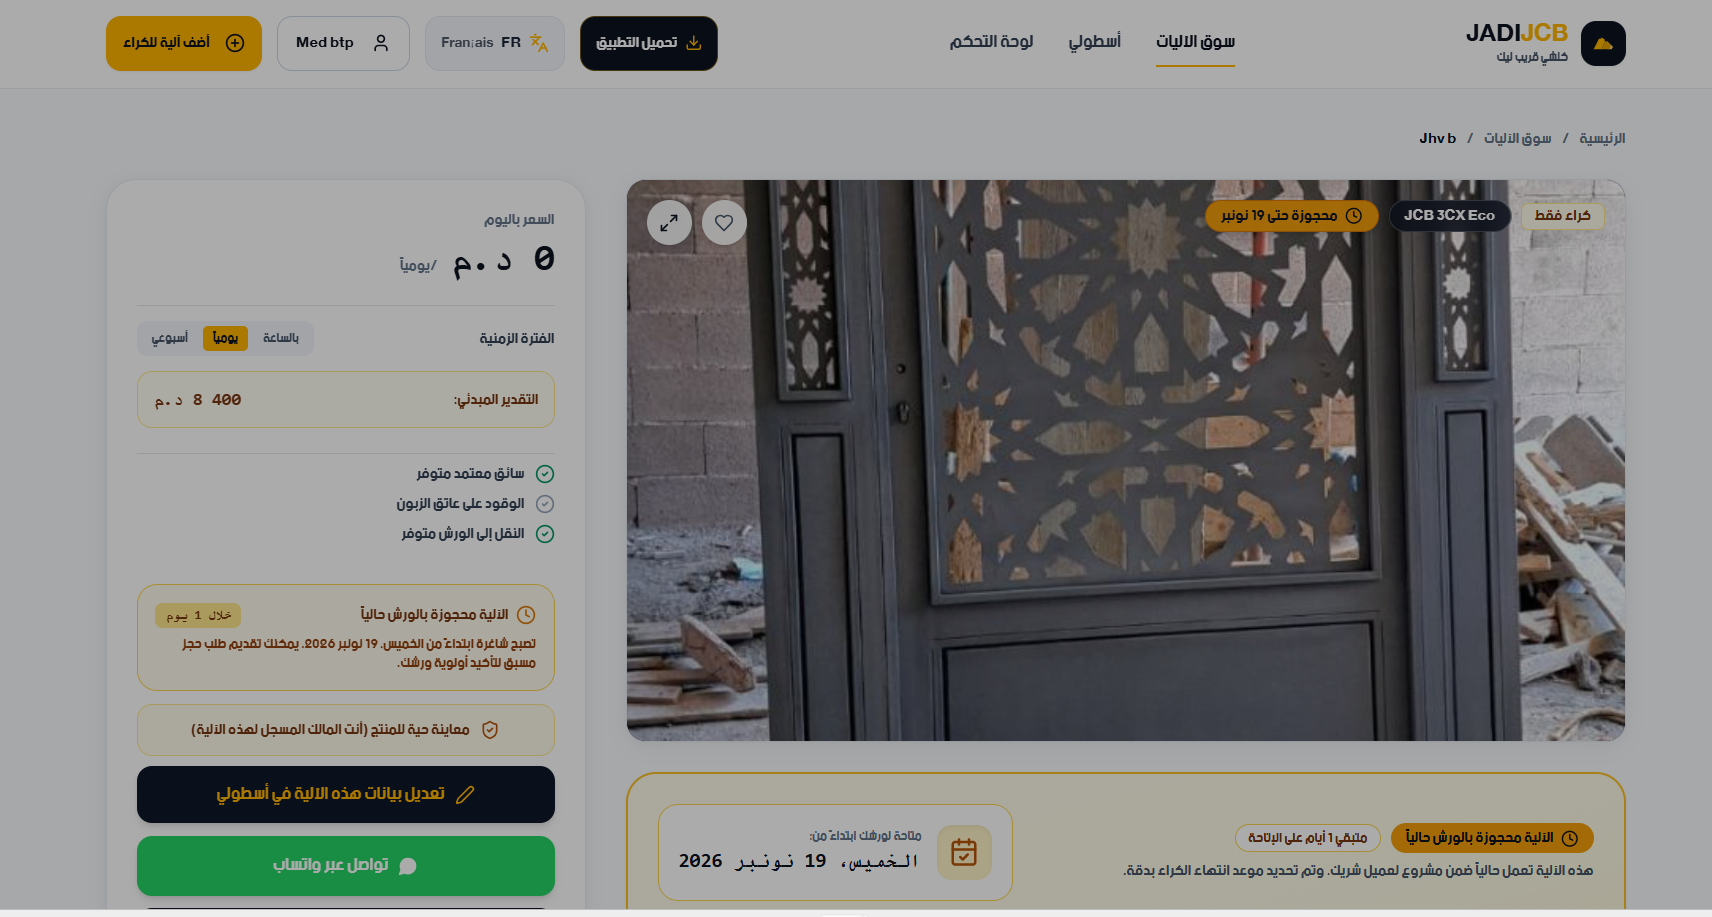 JADIJCB
خلشي قريب ليك
سوق الآليات
أسطولي
لوحة التحكم
تحميل التطبيق
Français FR
Med btp
أضف آلية للكراء
الرئيسية / سوق الآليات / Jhv b
كراء فقط
JCB 3CX Eco
محجوزة حتى 19 نونبر
السعر باليوم
0 د.م /يومياً
الفترة الزمنية
بالساعة
يومياً
أسبوعي
التقدير المبدئي:
8 400 د.م
سائق معتمد متوفر
الوقود على عاتق الزبون
النقل إلى الورش متوفر
الآلية محجوزة بالورش حالياً
خلال 1 يوم
تصبح شاغرة ابتداءً من الخميس، 19 نونبر 2026. يمكنك تقديم طلب حجز
مسبق لتأكيد أولوية ورشك.
معاينة حية للمنتج (أنت المالك المسجل لهذه الآلية)
تعديل بيانات هذه الآلية في أسطولي
تواصل عبر واتساب
الآلية محجوزة بالورش حالياً
متبقي 1 أيام على الإتاحة
هذه الآلية تعمل حالياً ضمن مشروع لعميل شريك. وتم تحديد موعد انتهاء الكراء بدقة.
متاحة لورشك ابتداءً من:
الخميس، 19 نونبر 2026